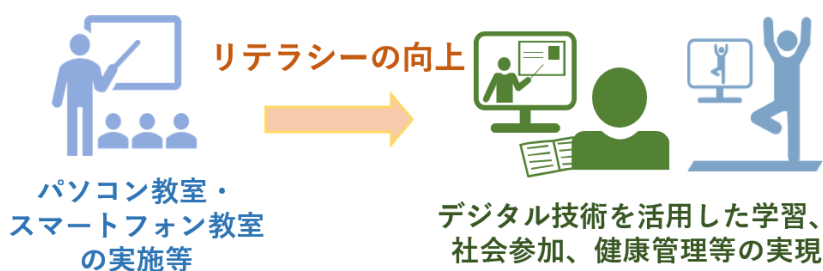 リテラシーの向上
パソコン教室・
スマートフォン教室
の実施等
デジタル技術を活用した学習、
社会参加、健康管理等の実現